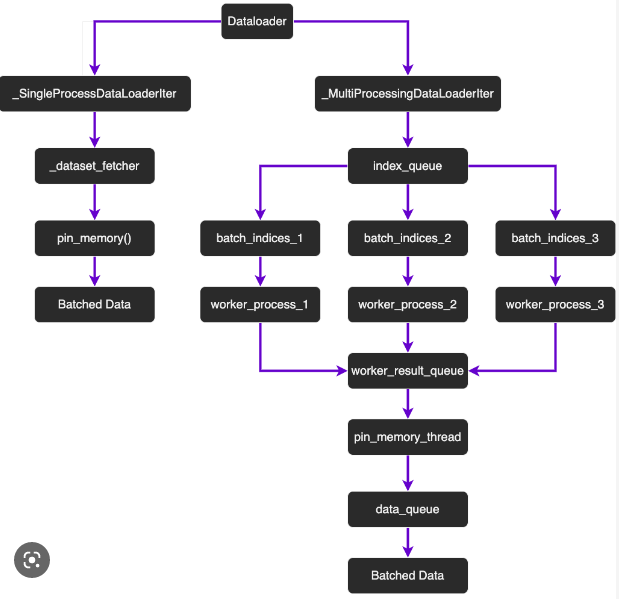 Dataloader
_SingleProcessDataLoaderIter
_MultiProcessingDataLoaderIter
_dataset_fetcher
index_queue
pin_memory()
batch_indices_1
batch_indices_2
batch_indices_3
Batched Data
worker_process_1
worker_process_2
worker_process_3
worker_result_queue
pin_memory_thread
data_queue
Batched Data